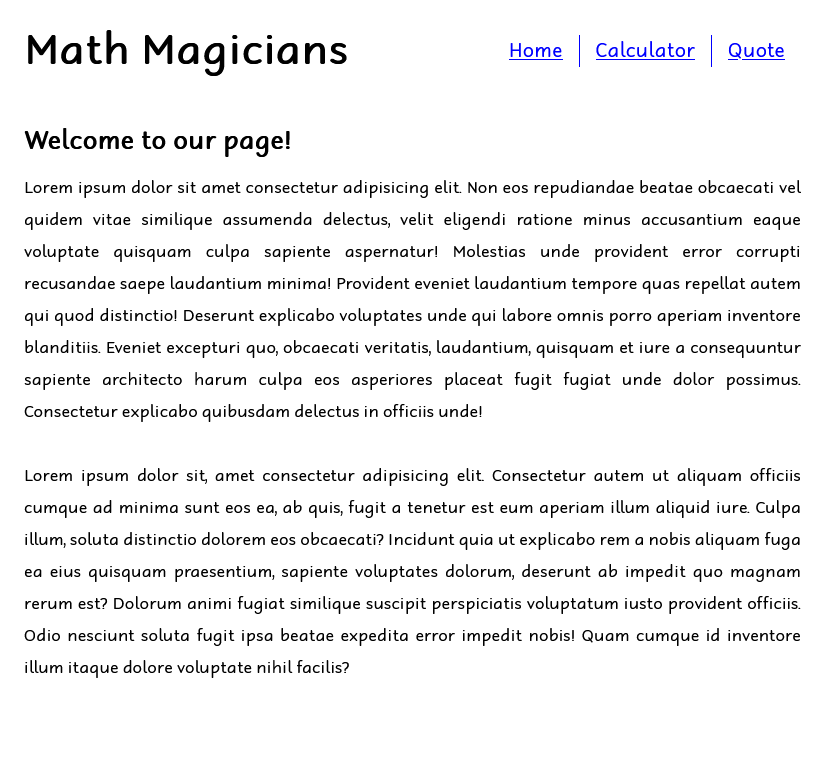 Math Magicians
Home
Calculator
Quote
Welcome to our page!
Lorem ipsum dolor sit amet consectetur adipisicing elit. Non eos repudiandae beatae obcaecati vel
quidem vitae similique assumenda delectus, velit eligendi ratione minus accusantium eaque
voluptate quisquam culpa sapiente aspernatur! Molestias unde provident error corrupti
recusandae saepe laudantium minima! Provident eveniet laudantium tempore quas repellat autem
qui quod distinctio! Deserunt explicabo voluptates unde qui labore omnis porro aperiam inventore
blanditiis. Eveniet excepturi quo, obcaecati veritatis, laudantium, quisquam et iure a consequuntur
sapiente architecto harum culpa eos asperiores placeat fugit fugiat unde dolor possimus.
Consectetur explicabo quibusdam delectus in officiis unde!
Lorem ipsum dolor sit, amet consectetur adipisicing elit. Consectetur autem ut aliquam officiis
cumque ad minima sunt eos ea, ab quis, fugit a tenetur est eum aperiam illum aliquid iure. Culpa
illum, soluta distinctio dolorem eos obcaecati? Incidunt quia ut explicabo rem a nobis aliquam fuga
ea eius quisquam praesentium, sapiente voluptates dolorum, deserunt ab impedit quo magnam
rerum est? Dolorum animi fugiat similique suscipit perspiciatis voluptatum iusto provident officiis.
Odio nesciunt soluta fugit ipsa beatae expedita error impedit nobis! Quam cumque id inventore
illum itaque dolore voluptate nihil facilis?